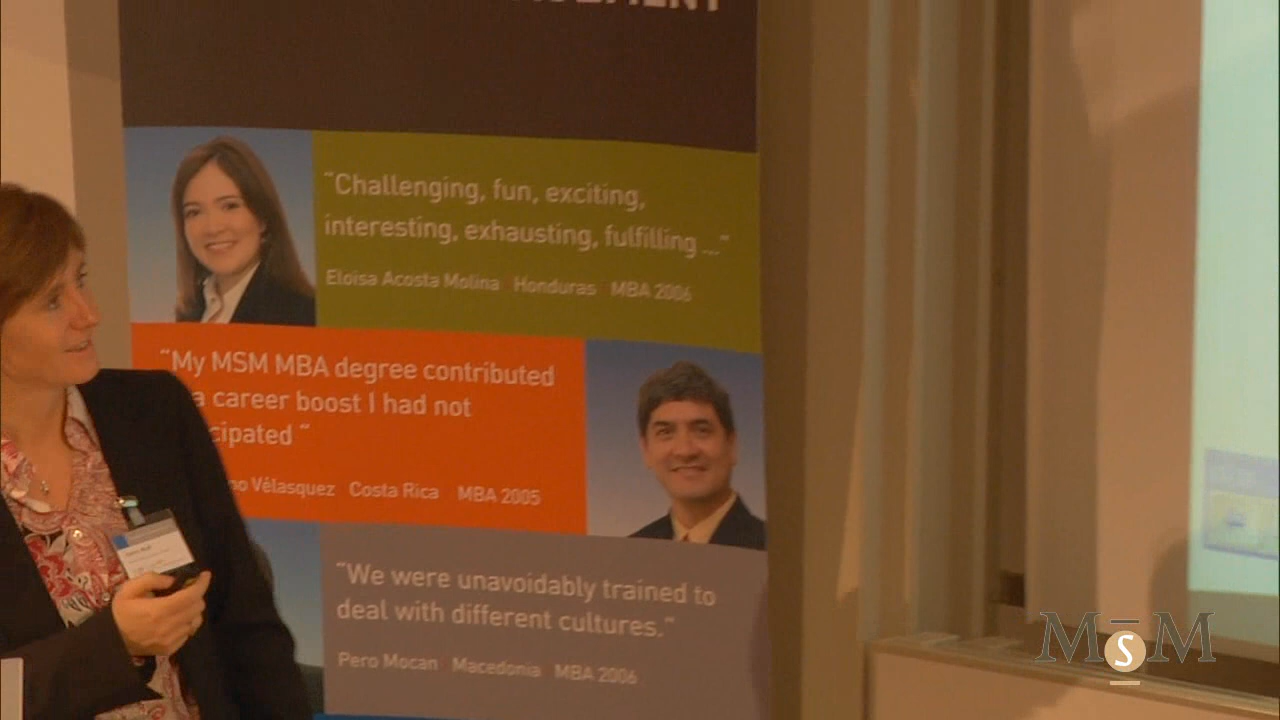 “Challenging, fun, exciting,
interesting, exhausting, fulfilling ...”
Eloisa Acosta Molina Honduras MBA 2006
“My MSM MBA degree contributed
a career boost I had not
cipated “
Vélasquez Costa Rica MBA 2005
“We were unavoidably trained to
deal with different cultures.”
Pero Mocan Macedonia MBA 2006
MSM